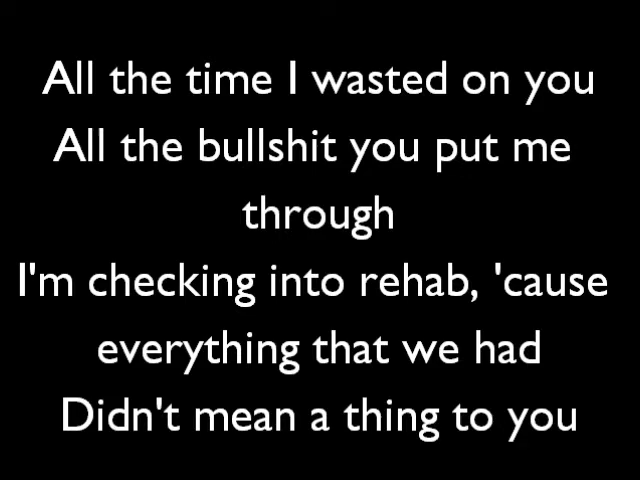 All the time I wasted on you
All the bullshit you put me
through
I'm checking into rehab, 'cause
everything that we had
Didn't mean a thing to you